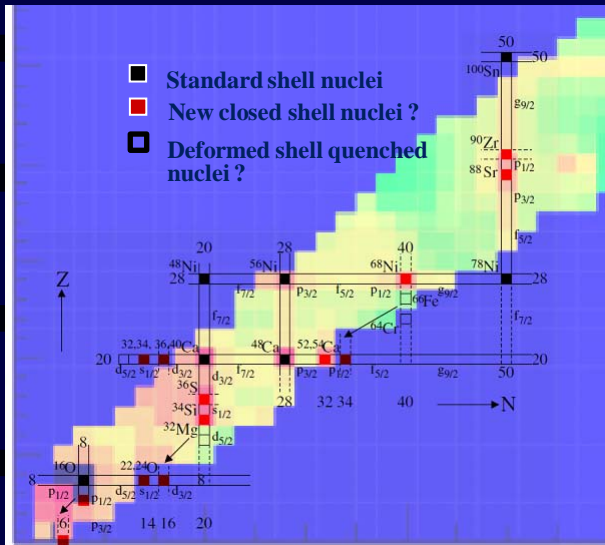 50
50
¹⁰⁰Sn
Standard shell nuclei
New closed shell nuclei ?
Deformed shell quenched
nuclei ?
g9/2
⁹⁰Zr
p1/2
⁸⁸Sr
p3/2
f5/2
20 28 40
⁴⁸Ni ⁵⁶Ni ⁶⁸Ni ⁷⁸Ni
Z 28 28
f7/2 p3/2 f5/2 p1/2 g9/2
⁶⁶Fe
f7/2 f7/2
⁶⁴Cr
32,34, 36,40Ca ⁴⁸Ca 52,54Ca
20 20
d5/2 s1/2 d3/2 d3/2 f7/2 p3/2 p1/2 f5/2 g9/2 50
³⁶S
28 32 34 40 N
³⁴Si s1/2
³²Mg
d5/2
8
¹⁶O 22,24O
8 8
p1/2 p1/2 d5/2 s1/2 d3/2
6 p3/2 14 16 20